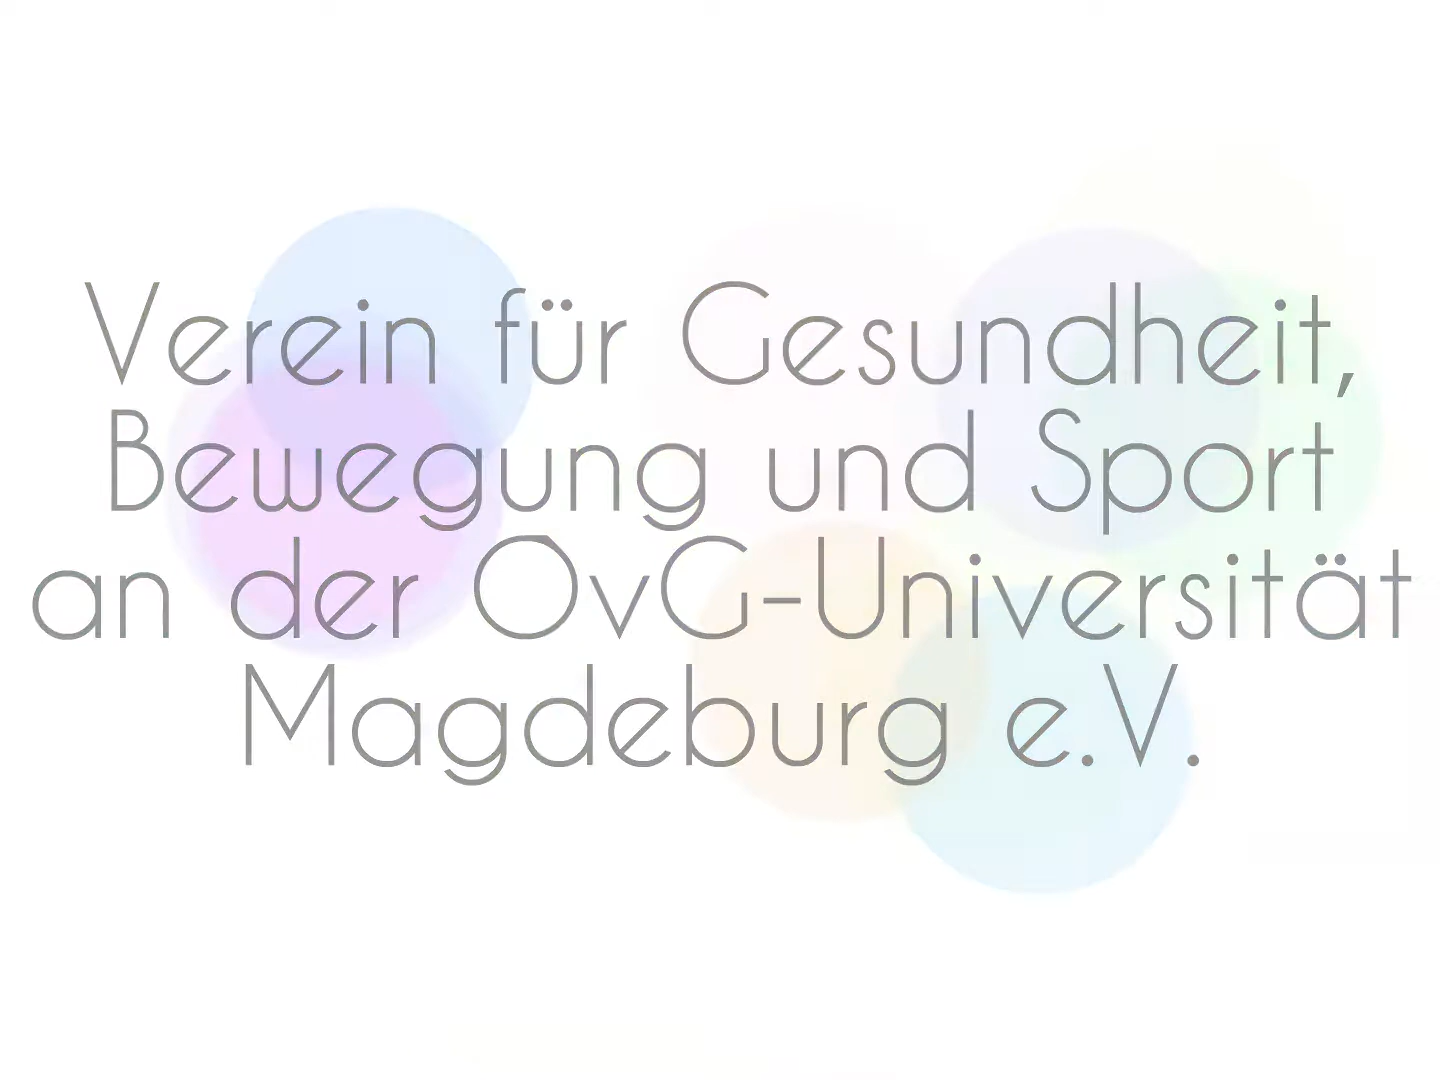 Verein für Gesundheit,
Bewegung und Sport
an der OvG-Universität
Magdeburg e.V.